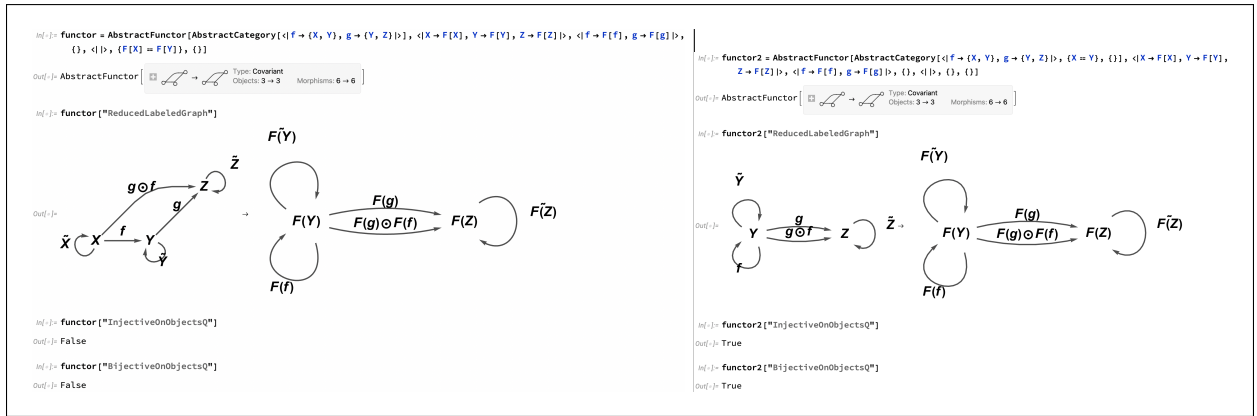 In[◦]:= functor = AbstractFunctor[AbstractCategory[<|f → {X, Y}, g → {Y, Z}|>], <|X → F[X], Y → F[Y], Z → F[Z]|>, <|f → F[f], g → F[g]|>,
{}, <||>, {F[X] == F[Y]}, {}]
Out[◦]= AbstractFunctor[ Type: Covariant
Objects: 3 → 3 Morphisms: 6 → 6 ]
In[◦]:= functor["ReducedLabeledGraph"]
F(Ỹ)
Z̃
g⊙f
Z
g
F(g)
Out[◦]=
→
F(Y)
F(g)⊙F(f)
F(Z)
F(Z̃)
X̃
X
f
Y
Ỹ
F(f)
In[◦]:= functor["InjectiveOnObjectsQ"]
Out[◦]= False
In[◦]:= functor["BijectiveOnObjectsQ"]
Out[◦]= False
In[◦]:= functor2 = AbstractFunctor[AbstractCategory[<|f → {X, Y}, g → {Y, Z}|>, {X == Y}, {}], <|X → F[X], Y → F[Y],
Z → F[Z]|>, <|f → F[f], g → F[g]|>, {}, <||>, {}, {}]
Out[◦]= AbstractFunctor[ Type: Covariant
Objects: 3 → 3 Morphisms: 6 → 6 ]
In[◦]:= functor2["ReducedLabeledGraph"]
F(Ỹ)
Ỹ
g
F(g)
Out[◦]=
Y
g⊙f
Z
Z̃
→
F(Y)
F(g)⊙F(f)
F(Z)
F(Z̃)
f
F(f)
In[◦]:= functor2["InjectiveOnObjectsQ"]
Out[◦]= True
In[◦]:= functor2["BijectiveOnObjectsQ"]
Out[◦]= True